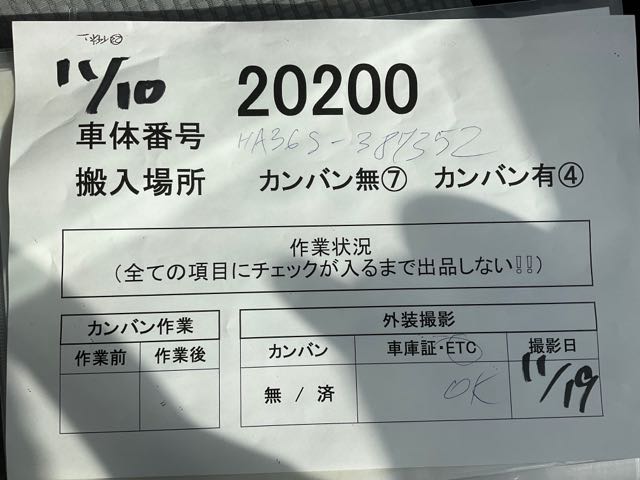 11/10
20200
車体番号 HA36S-387352
搬入場所 カンバン無⑦ カンバン有④
作業状況
(全ての項目にチェックが入るまで出品しない!!)
カンバン作業
作業前 作業後
外装撮影
カンバン 車庫証・ETC 撮影日
無 / 済 OK 11/19